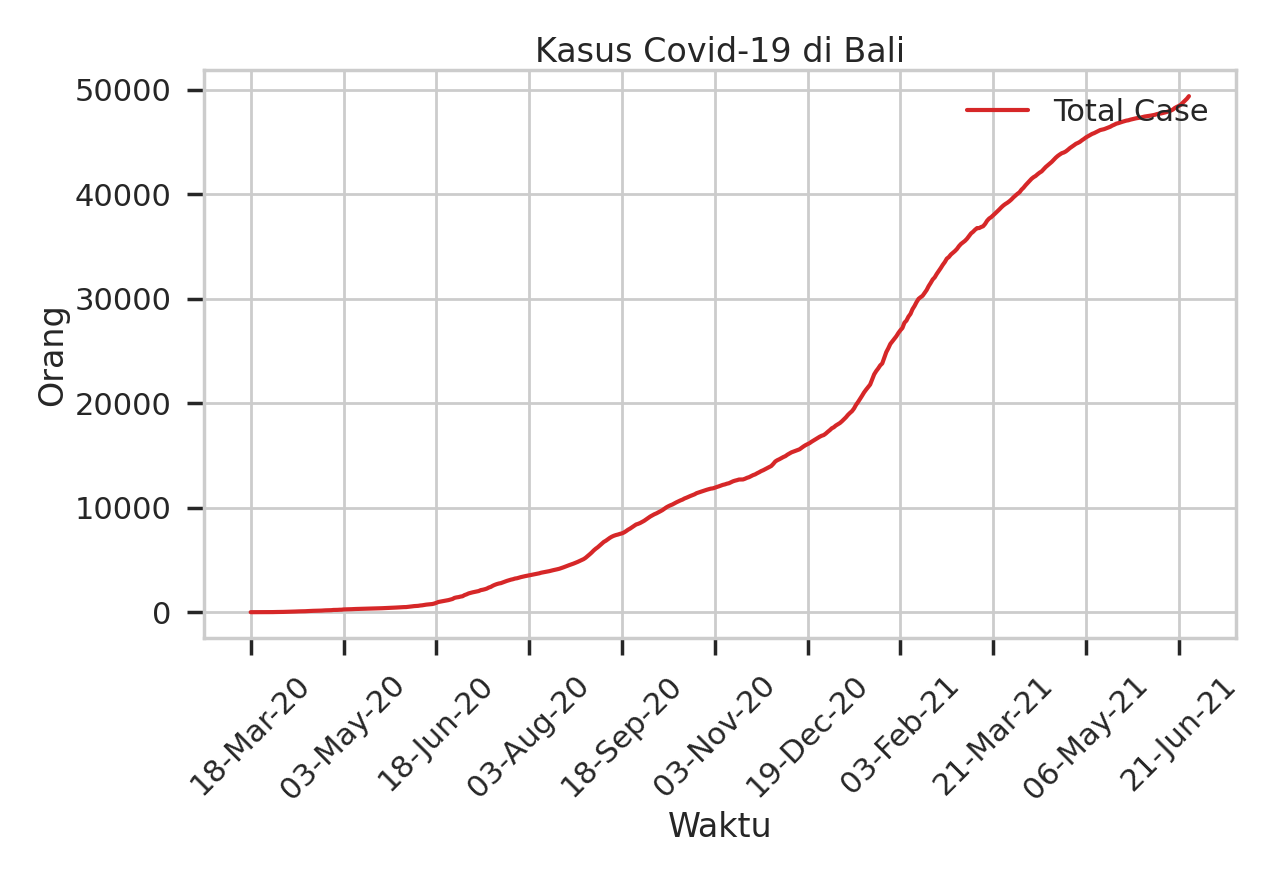 Kasus Covid-19 di Bali
Total Case
50000
40000
30000
20000
10000
0
Orang
18-Mar-20
03-May-20
18-Jun-20
03-Aug-20
18-Sep-20
03-Nov-20
19-Dec-20
03-Feb-21
21-Mar-21
06-May-21
21-Jun-21
Waktu